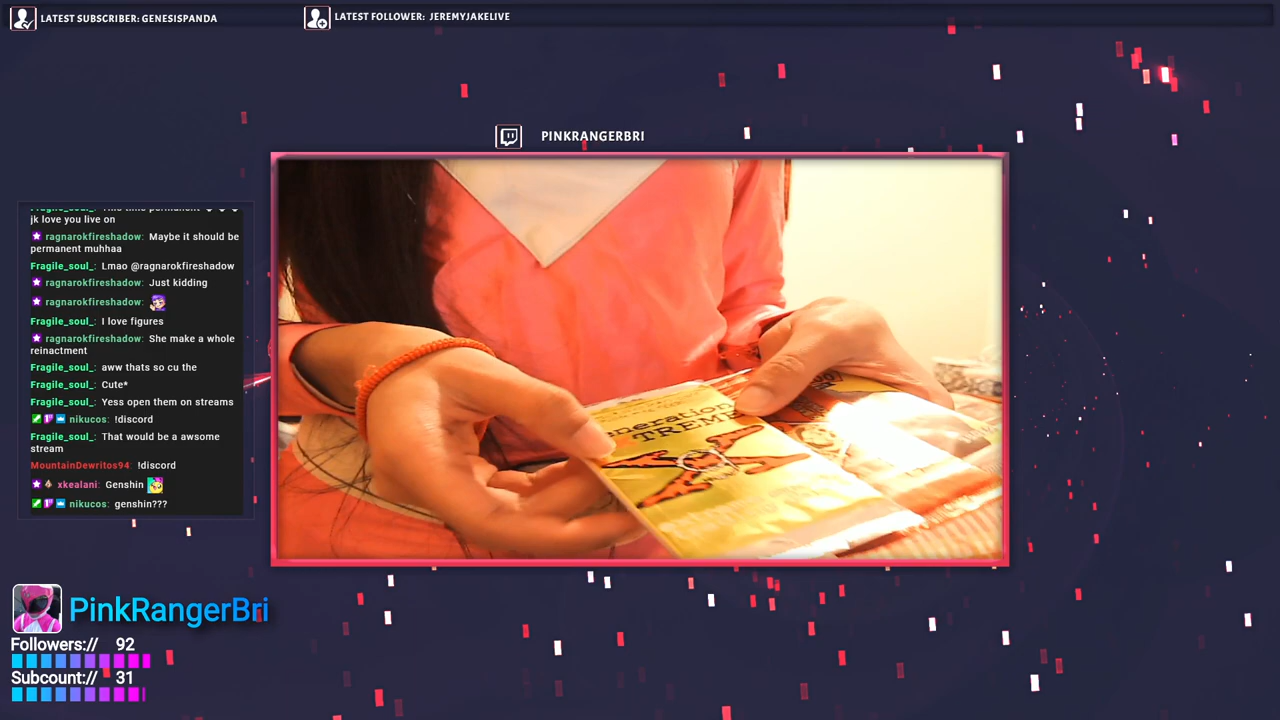 LATEST SUBSCRIBER: GENESISPANDA
LATEST FOLLOWER: JEREMYJAKELIVE
PINKRANGERBRI
jk love you live on
ragnarokfireshadow: Maybe it should be
permanent muhhaa
Fragile_soul_: Lmao @ragnarokfireshadow
ragnarokfireshadow: Just kidding
ragnarokfireshadow:
Fragile_soul_: I love figures
ragnarokfireshadow: She make a whole
reinactment
Fragile_soul_: aww thats so cu the
Fragile_soul_: Cute*
Fragile_soul_: Yess open them on streams
nikucos: !discord
Fragile_soul_: That would be a awsome
stream
MountainDewritos94: !discord
xkealani: Genshin
nikucos: genshin???
PinkRangerBri
Followers:// 92
Subcount:// 31